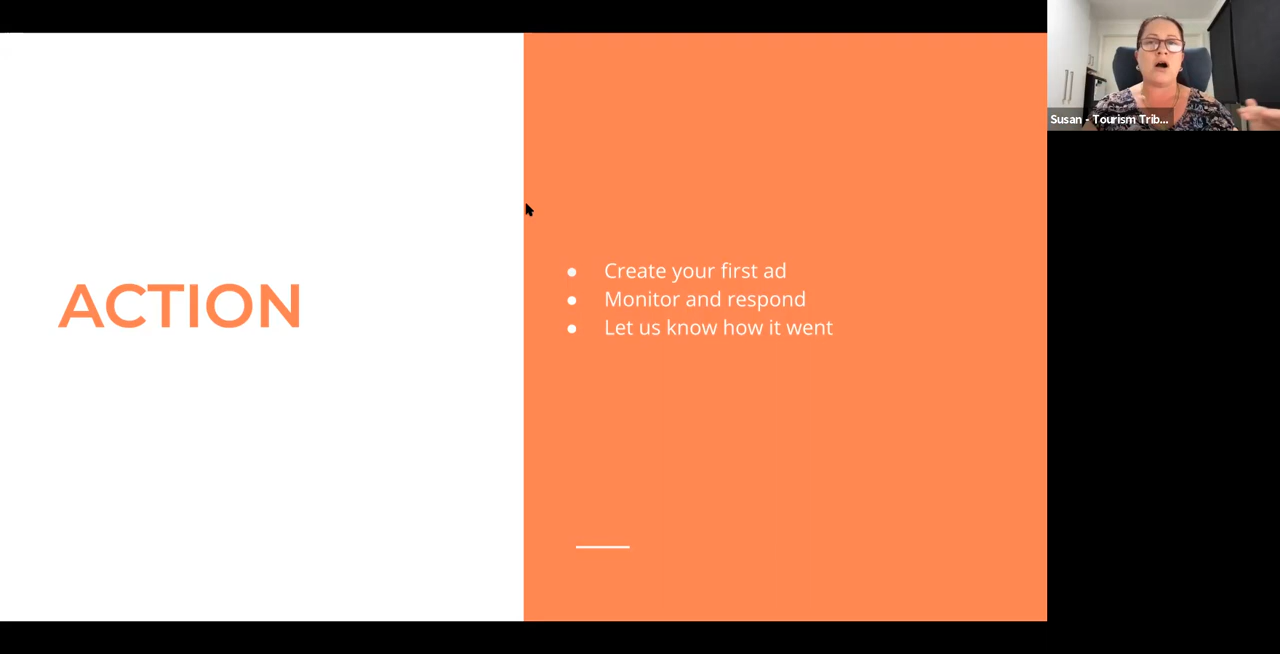 ACTION
● Create your first ad
● Monitor and respond
● Let us know how it went
Susan - Tourism Trib...